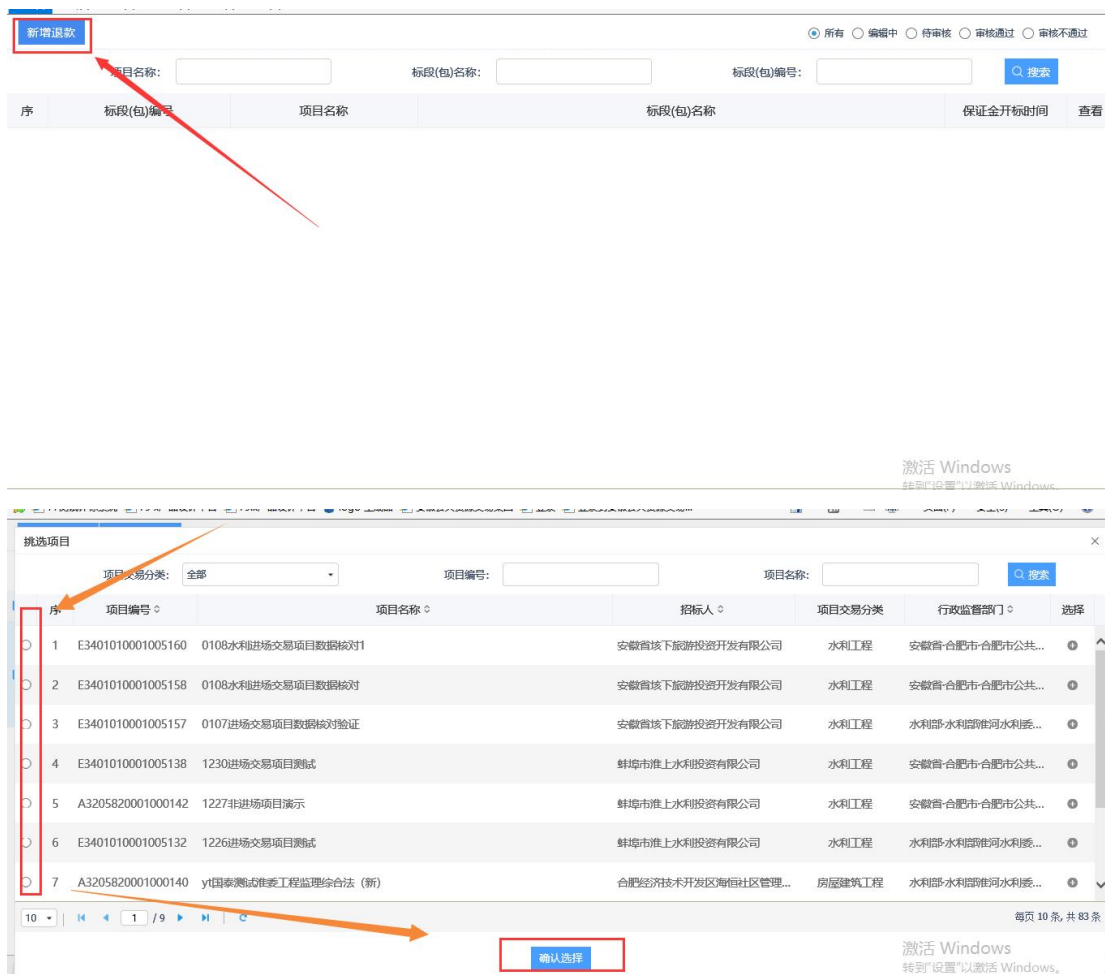 新增退款
所有 编辑中 待审核 审核通过 审核不通过
项目名称: 标段(包)名称: 标段(包)编号: 搜索
序 标段(包)编号 项目名称 标段(包)名称 保证金开标时间 查看
激活 Windows
转到"设置"以激活 Windows。
挑选项目
项目交易分类: 全部 项目编号: 项目名称: 搜索
序 项目编号 项目名称 招标人 项目交易分类 行政监督部门 选择
1 E3401010001005160 0108水利进场交易项目数据核对1 安徽省垓下旅游投资开发有限公司 水利工程 安徽省·合肥市·合肥市公共...
2 E3401010001005158 0108水利进场交易项目数据核对 安徽省垓下旅游投资开发有限公司 水利工程 安徽省·合肥市·合肥市公共...
3 E3401010001005157 0107进场交易项目数据核对验证 安徽省垓下旅游投资开发有限公司 水利工程 水利部·水利部淮河水利委...
4 E3401010001005138 1230进场交易项目测试 蚌埠市淮上水利投资有限公司 水利工程 安徽省·合肥市·合肥市公共...
5 A3205820001000142 1227非进场项目演示 蚌埠市淮上水利投资有限公司 水利工程 安徽省·合肥市·合肥市公共...
6 E3401010001005132 1226进场交易项目测试 蚌埠市淮上水利投资有限公司 水利工程 水利部·水利部淮河水利委...
7 A3205820001000140 yt国泰测试淮委工程监理综合法（新） 合肥经济技术开发区海恒社区管理... 房屋建筑工程 水利部·水利部淮河水利委...
10 1 / 9 每页 10 条, 共 83 条
确认选择
激活 Windows
转到"设置"以激活 Windows。